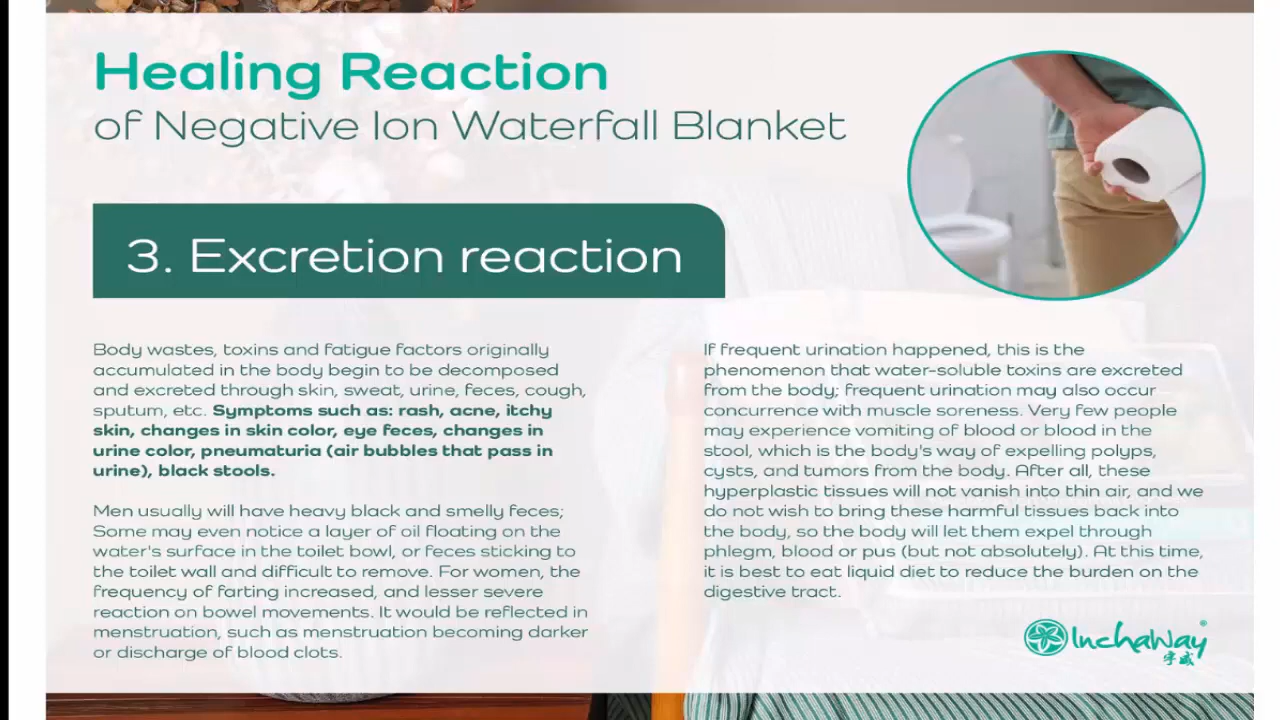 Healing Reaction
of Negative Ion Waterfall Blanket
3. Excretion reaction
Body wastes, toxins and fatigue factors originally
accumulated in the body begin to be decomposed
and excreted through skin, sweat, urine, feces, cough,
sputum, etc. Symptoms such as: rash, acne, itchy
skin, changes in skin color, eye feces, changes in
urine color, pneumaturia (air bubbles that pass in
urine), black stools.
Men usually will have heavy black and smelly feces;
Some may even notice a layer of oil floating on the
water's surface in the toilet bowl, or feces sticking to
the toilet wall and difficult to remove. For women, the
frequency of farting increased, and lesser severe
reaction on bowel movements. It would be reflected in
menstruation, such as menstruation becoming darker
or discharge of blood clots.
If frequent urination happened, this is the
phenomenon that water-soluble toxins are excreted
from the body; frequent urination may also occur
concurrence with muscle soreness. Very few people
may experience vomiting of blood or blood in the
stool, which is the body's way of expelling polyps,
cysts, and tumors from the body. After all, these
hyperplastic tissues will not vanish into thin air, and we
do not wish to bring these harmful tissues back into
the body, so the body will let them expel through
phlegm, blood or pus (but not absolutely). At this time,
it is best to eat liquid diet to reduce the burden on the
digestive tract.
Inchaway®
宇威